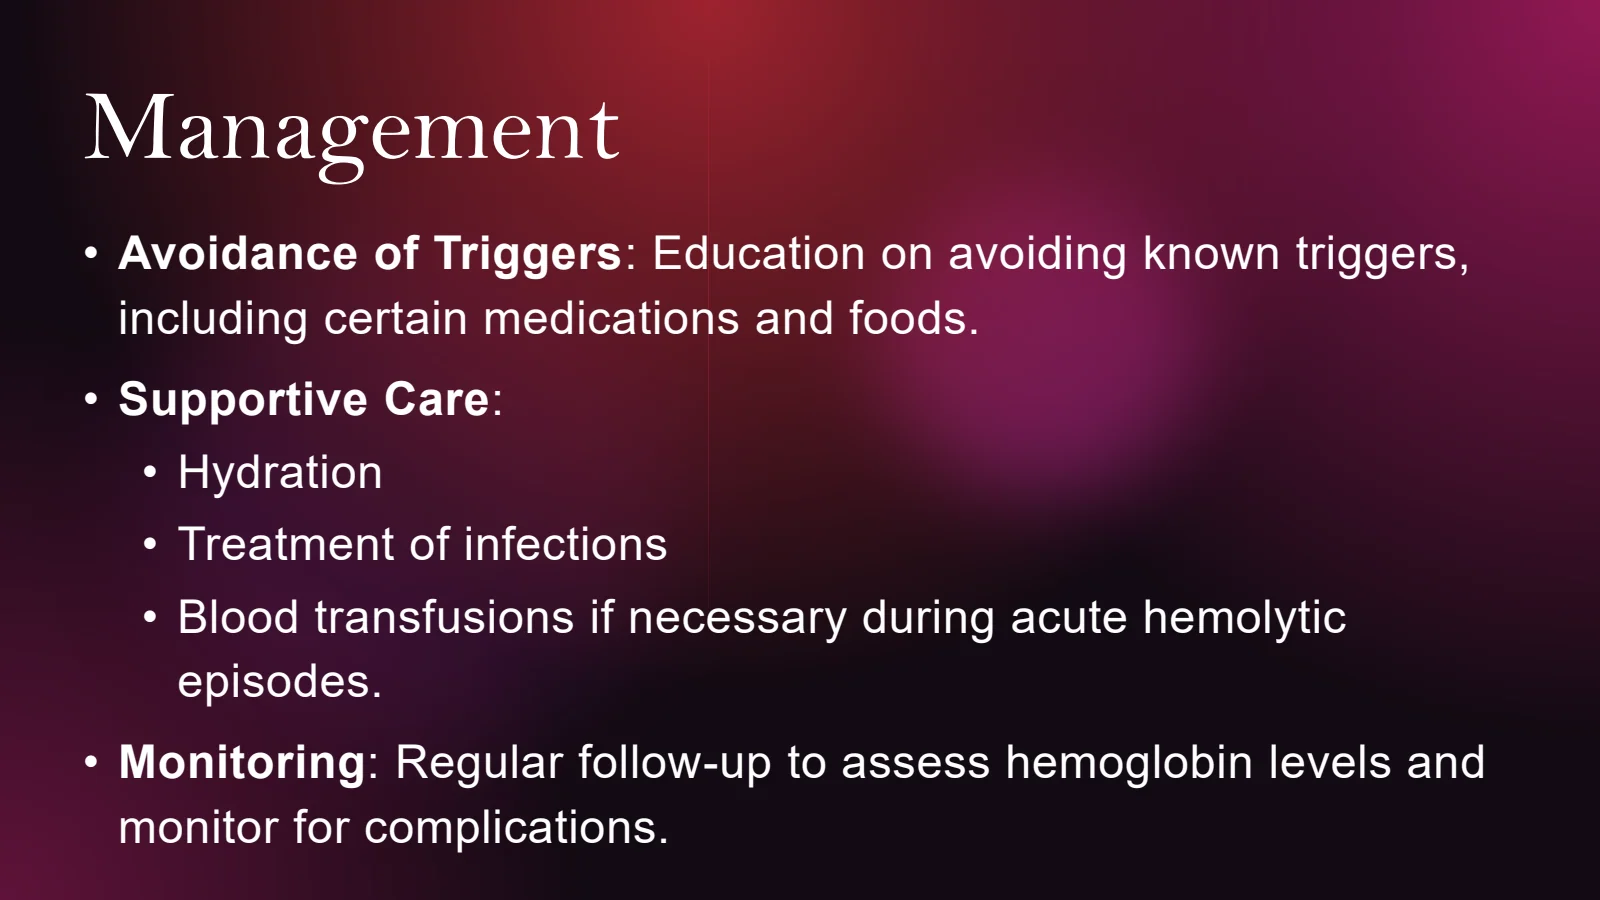 Management
• Avoidance of Triggers: Education on avoiding known triggers,
including certain medications and foods.
• Supportive Care:
• Hydration
• Treatment of infections
• Blood transfusions if necessary during acute hemolytic
episodes.
• Monitoring: Regular follow-up to assess hemoglobin levels and
monitor for complications.